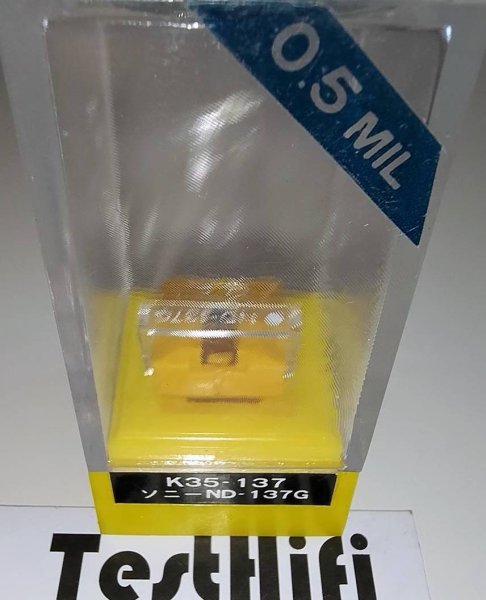 0.5 MIL
K35-137
ソニーND-137G
TestHifi